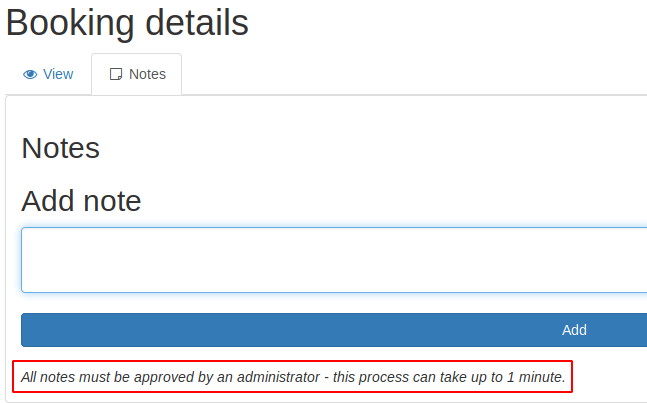 Booking details
View
Notes
Notes
Add note
Add
All notes must be approved by an administrator - this process can take up to 1 minute.